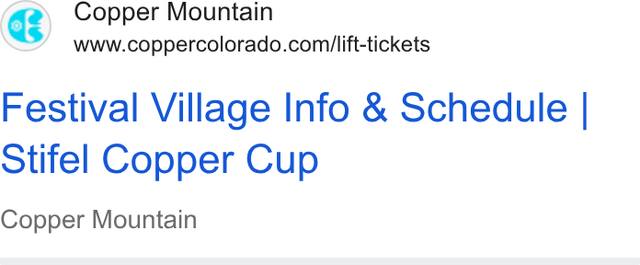 Copper Mountain
www.coppercolorado.com/lift-tickets
Festival Village Info & Schedule |
Stifel Copper Cup
Copper Mountain